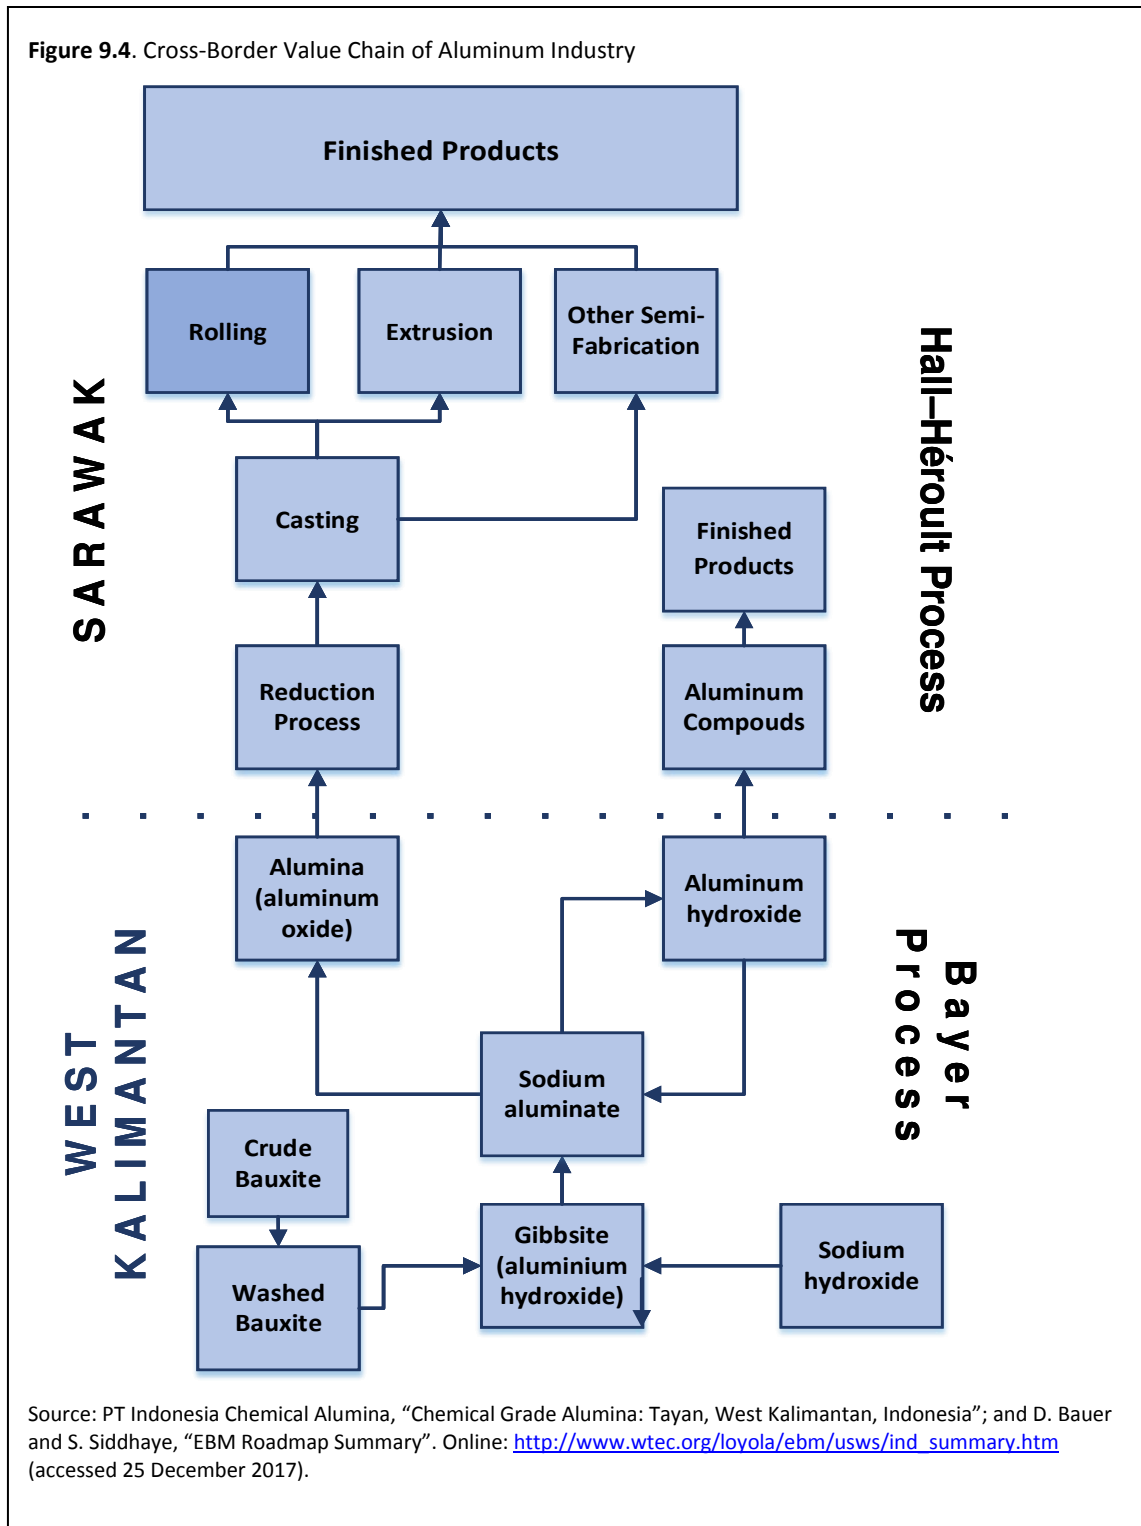 Figure 9.4. Cross-Border Value Chain of Aluminum Industry
Finished Products
Rolling
Extrusion
Other Semi-
Fabrication
SARAWAK
Hall–Héroult Process
Casting
Finished
Products
Reduction
Process
Aluminum
Compouds
Alumina
(aluminum
oxide)
Aluminum
hydroxide
WEST
KALIMANTAN
Bayer
Process
Sodium
aluminate
Crude
Bauxite
Gibbsite
(aluminium
hydroxide)
Sodium
hydroxide
Washed
Bauxite
Source: PT Indonesia Chemical Alumina, “Chemical Grade Alumina: Tayan, West Kalimantan, Indonesia”; and D. Bauer
and S. Siddhaye, “EBM Roadmap Summary”. Online: http://www.wtec.org/loyola/ebm/usws/ind_summary.htm
(accessed 25 December 2017).